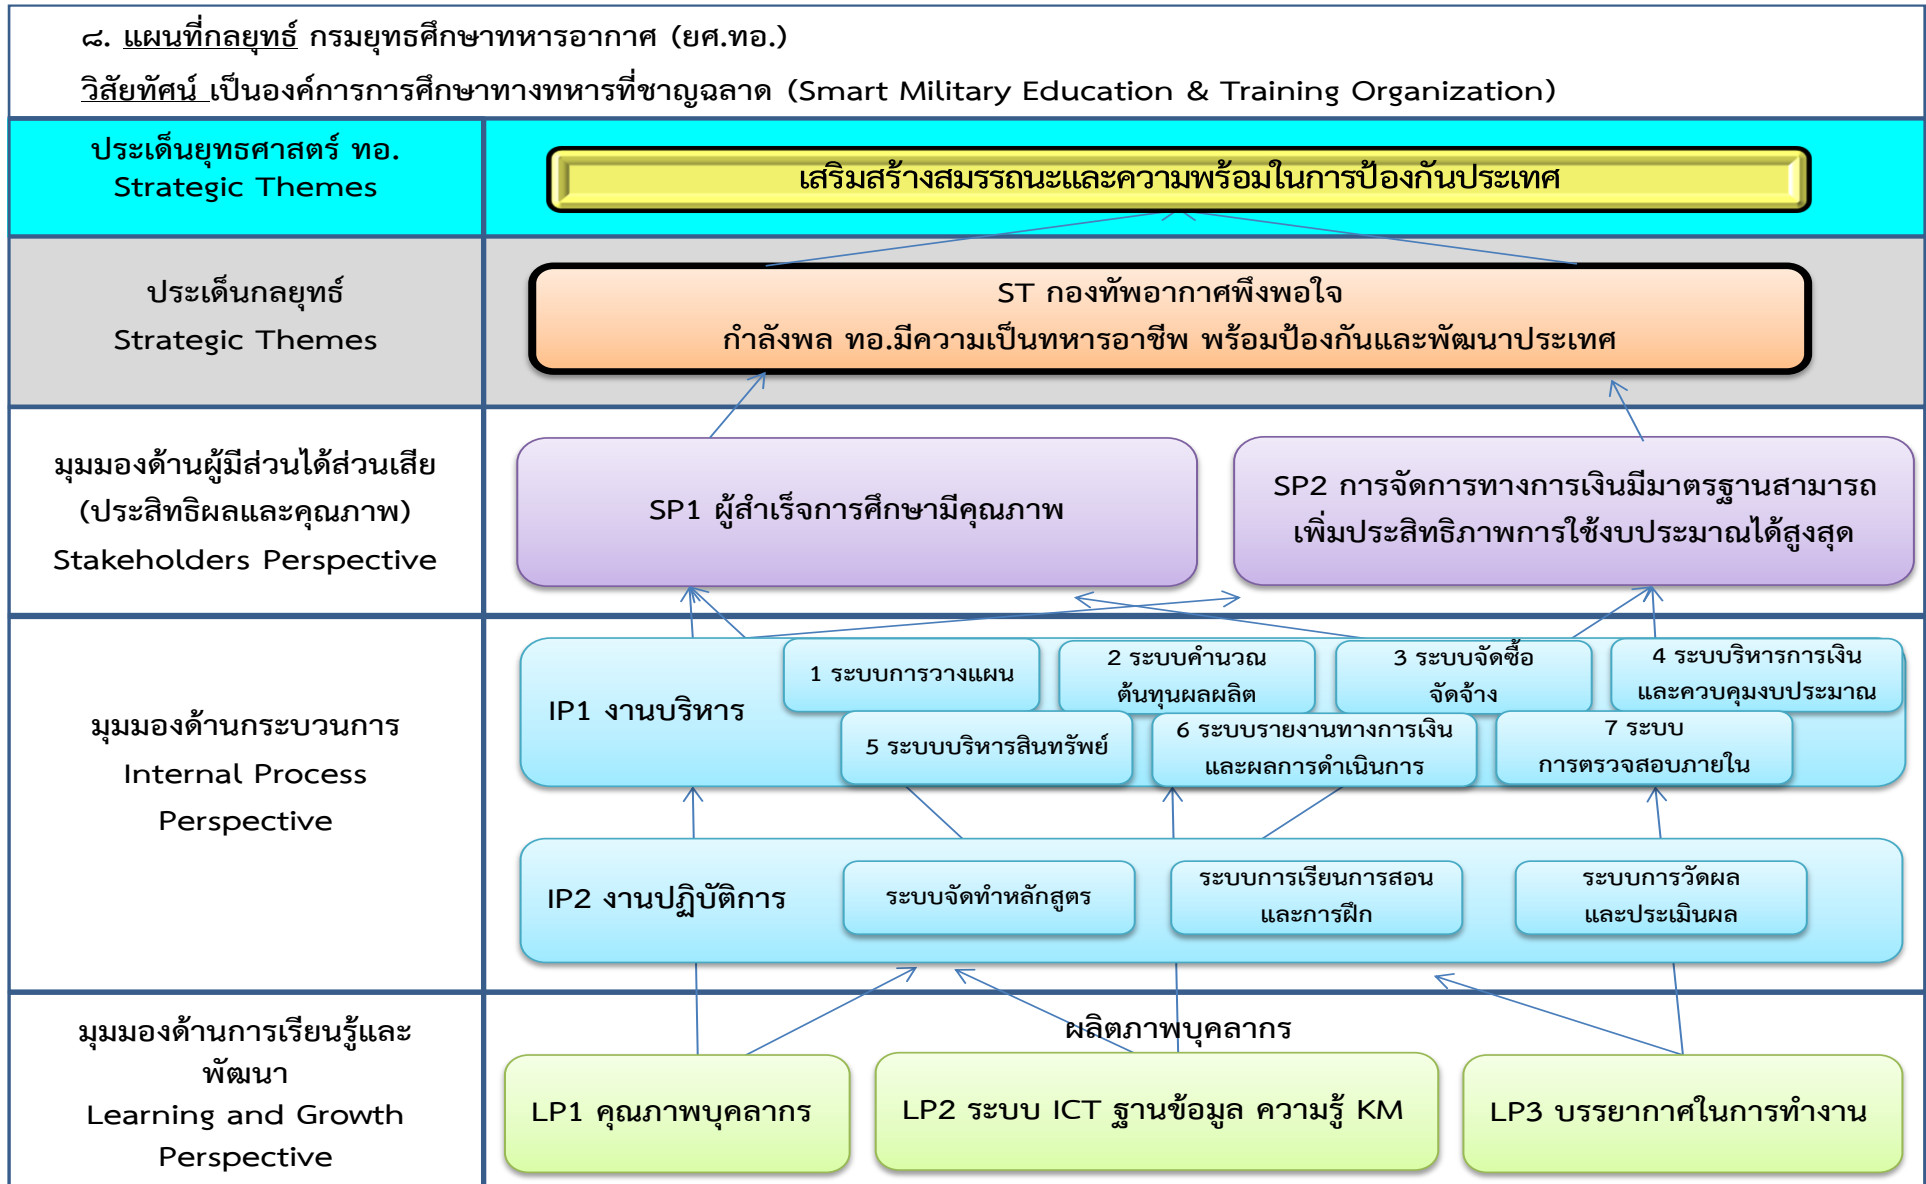 ๘. แผนที่กลยุทธ์ กรมยุทธศึกษาทหารอากาศ (ยศ.ทอ.)
วิสัยทัศน์ เป็นองค์การการศึกษาทางทหารที่ชาญฉลาด (Smart Military Education & Training Organization)
ประเด็นยุทธศาสตร์ ทอ.
Strategic Themes
เสริมสร้างสมรรถนะและความพร้อมในการป้องกันประเทศ
ประเด็นกลยุทธ์
Strategic Themes
ST กองทัพอากาศพึงพอใจ
กำลังพล ทอ.มีความเป็นทหารอาชีพ พร้อมป้องกันและพัฒนาประเทศ
มุมมองด้านผู้มีส่วนได้ส่วนเสีย
(ประสิทธิผลและคุณภาพ)
Stakeholders Perspective
SP1 ผู้สำเร็จการศึกษามีคุณภาพ
SP2 การจัดการทางการเงินมีมาตรฐานสามารถ
เพิ่มประสิทธิภาพการใช้งบประมาณได้สูงสุด
มุมมองด้านกระบวนการ
Internal Process
Perspective
IP1 งานบริหาร
1 ระบบการวางแผน
2 ระบบคำนวณ
ต้นทุนผลผลิต
3 ระบบจัดซื้อ
จัดจ้าง
4 ระบบริหารการเงิน
และควบคุมงบประมาณ
5 ระบบบริหารสินทรัพย์
6 ระบบรายงานทางการเงิน
และผลการดำเนินการ
7 ระบบ
การตรวจสอบภายใน
IP2 งานปฏิบัติการ
ระบบจัดทำหลักสูตร
ระบบการเรียนการสอน
และการฝึก
ระบบการวัดผล
และประเมินผล
มุมมองด้านการเรียนรู้และ
พัฒนา
Learning and Growth
Perspective
ผลิตภาพบุคลากร
LP1 คุณภาพบุคลากร
LP2 ระบบ ICT ฐานข้อมูล ความรู้ KM
LP3 บรรยากาศในการทำงาน